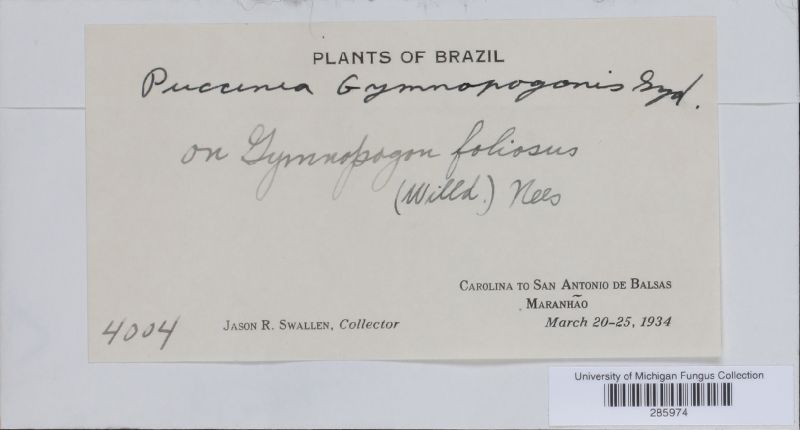 PLANTS OF BRAZIL
Puccinia Gymnopogonis Syd.
on Gymnopogon foliosus
(Willd.) Nees
CAROLINA TO SAN ANTONIO DE BALSAS
MARANHÃO
4004 JASON R. SWALLEN, Collector March 20-25, 1934
University of Michigan Fungus Collection
285974